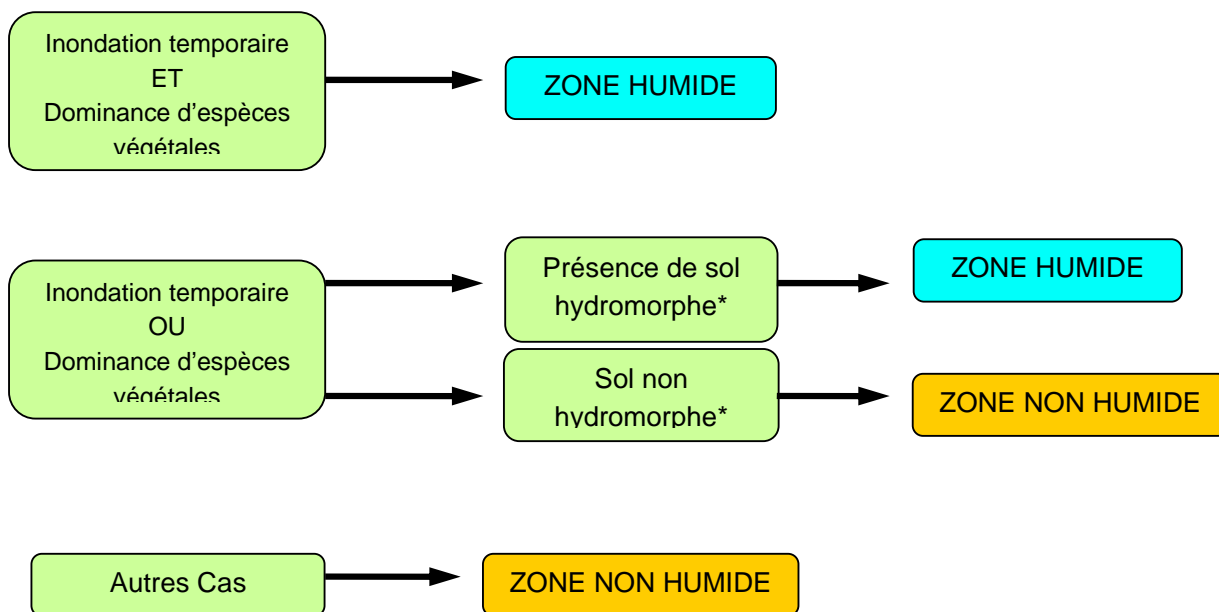 Inondation temporaire
ET
Dominance d'espèces
végétales
ZONE HUMIDE
Inondation temporaire
OU
Dominance d'espèces
végétales
Présence de sol
hydromorphe*
ZONE HUMIDE
Sol non
hydromorphe*
ZONE NON HUMIDE
Autres Cas
ZONE NON HUMIDE